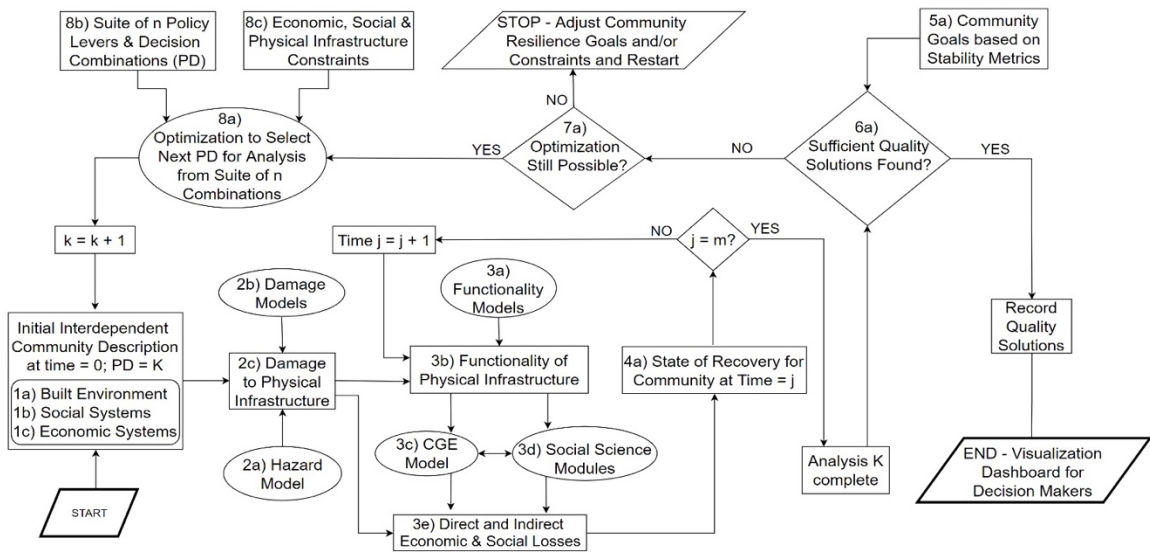 8b) Suite of n Policy
Levers & Decision
Combinations (PD)
8c) Economic, Social &
Physical Infrastructure
Constraints
STOP - Adjust Community
Resilience Goals and/or
Constraints and Restart
5a) Community
Goals based on
Stability Metrics
NO
8a)
Optimization to Select
Next PD for Analysis
from Suite of n
Combinations
YES
7a)
Optimization
Still Possible?
NO
6a)
Sufficient Quality
Solutions Found?
YES
k = k + 1
Time j = j + 1
NO
j = m?
YES
2b) Damage
Models
3a)
Functionality
Models
Initial Interdependent
Community Description
at time = 0; PD = K
1a) Built Environment
1b) Social Systems
1c) Economic Systems
2c) Damage
to Physical
Infrastructure
3b) Functionality of
Physical Infrastructure
4a) State of Recovery for
Community at Time = j
Record
Quality
Solutions
2a) Hazard
Model
3c) CGE
Model
3d) Social Science
Modules
Analysis K
complete
END - Visualization
Dashboard for
Decision Makers
START
3e) Direct and Indirect
Economic & Social Losses